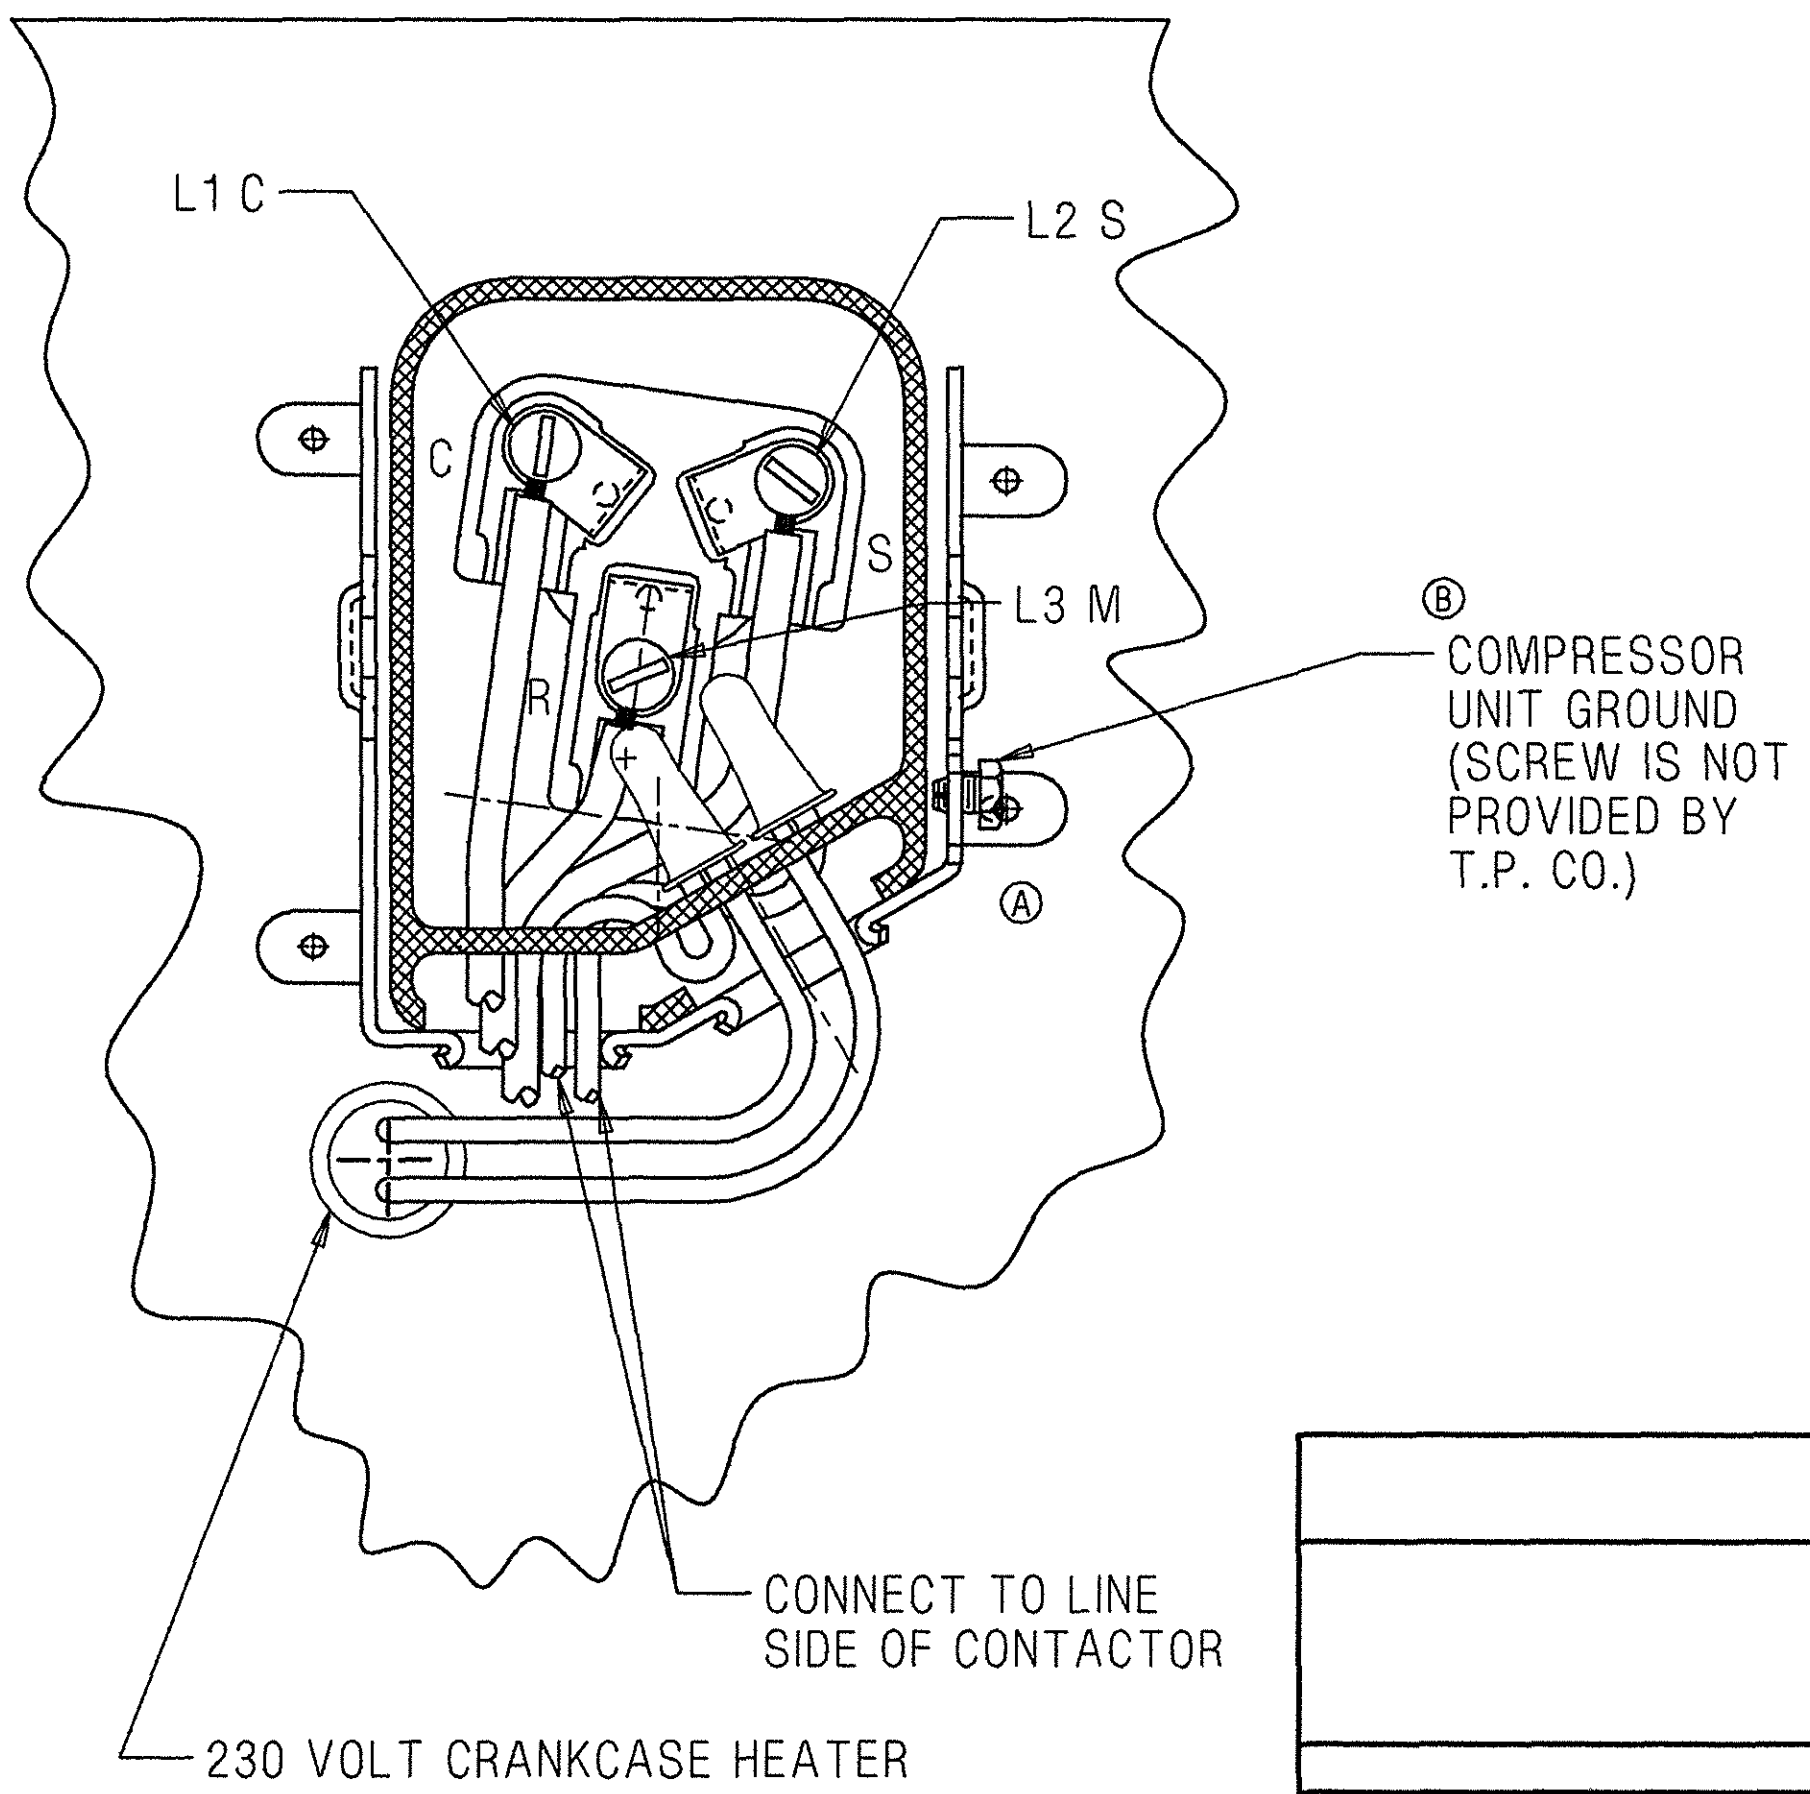 L1 C
L2 S
C
S
L3 M
R
B
COMPRESSOR
UNIT GROUND
(SCREW IS NOT
PROVIDED BY
T.P. CO.)
A
CONNECT TO LINE
SIDE OF CONTACTOR
230 VOLT CRANKCASE HEATER